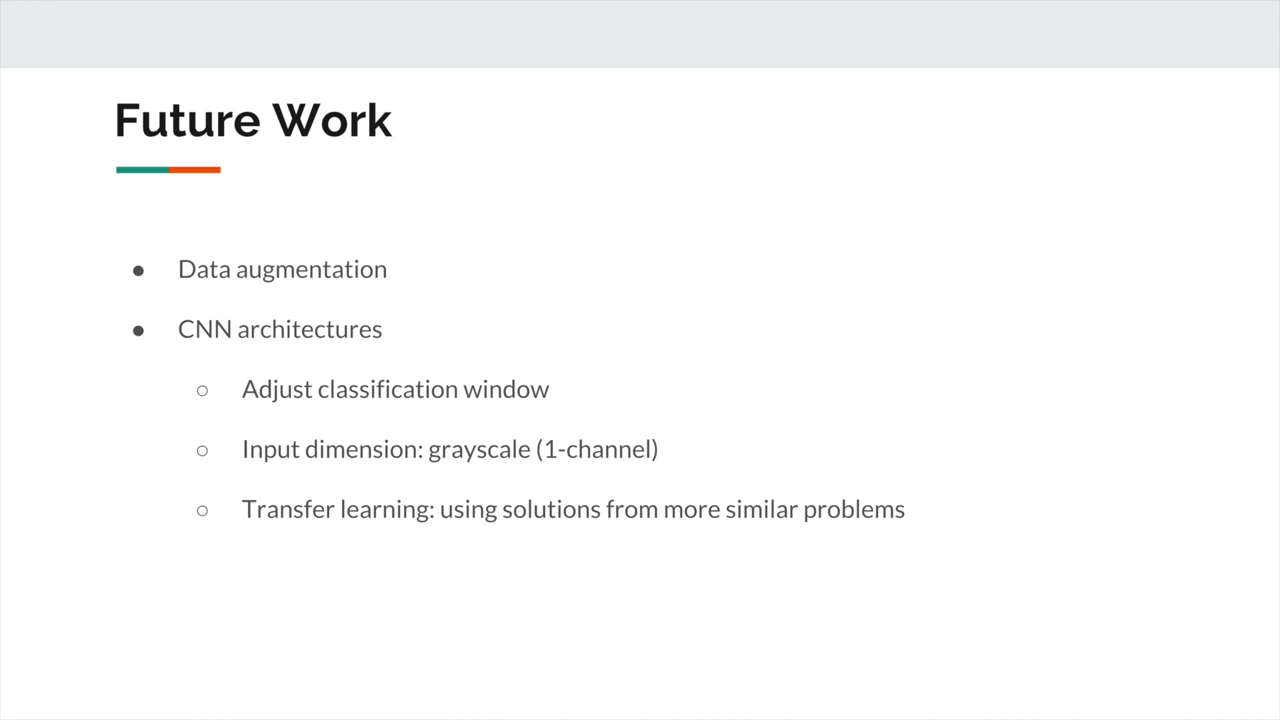 Future Work
● Data augmentation
● CNN architectures
○ Adjust classification window
○ Input dimension: grayscale (1-channel)
○ Transfer learning: using solutions from more similar problems